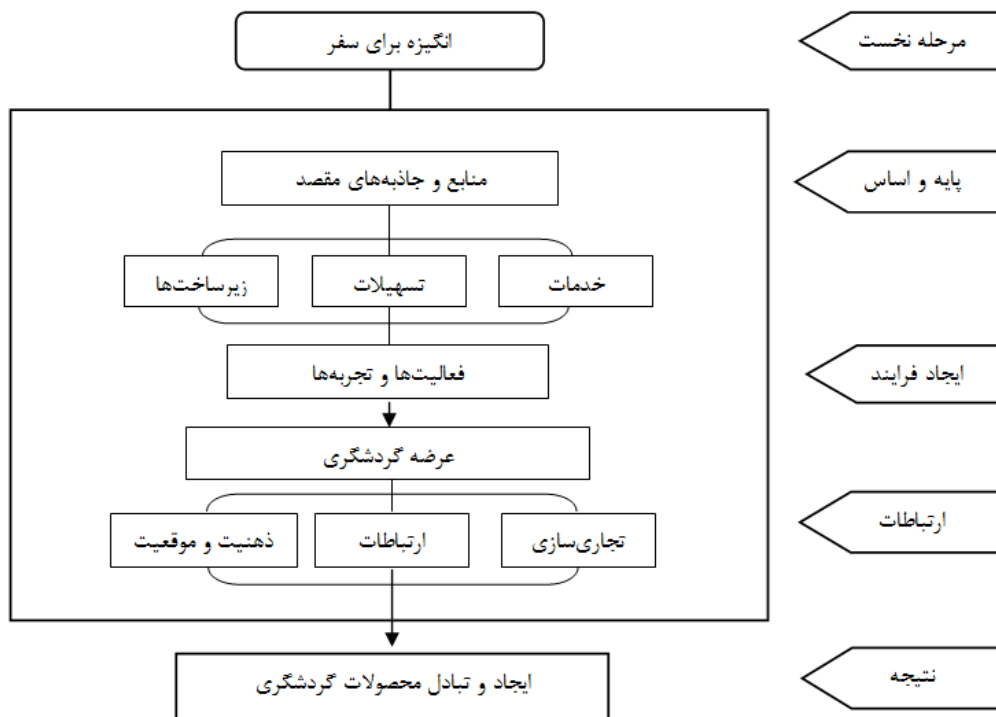 مرحله نخست
انگیزه برای سفر
پایه و اساس
منابع و جاذبه‌های مقصد
خدمات
تسهیلات
زیرساخت‌ها
ایجاد فرایند
فعالیت‌ها و تجربه‌ها
عرضه گردشگری
ارتباطات
تجاری‌سازی
ارتباطات
ذهنیت و موقعیت
نتیجه
ایجاد و تبادل محصولات گردشگری